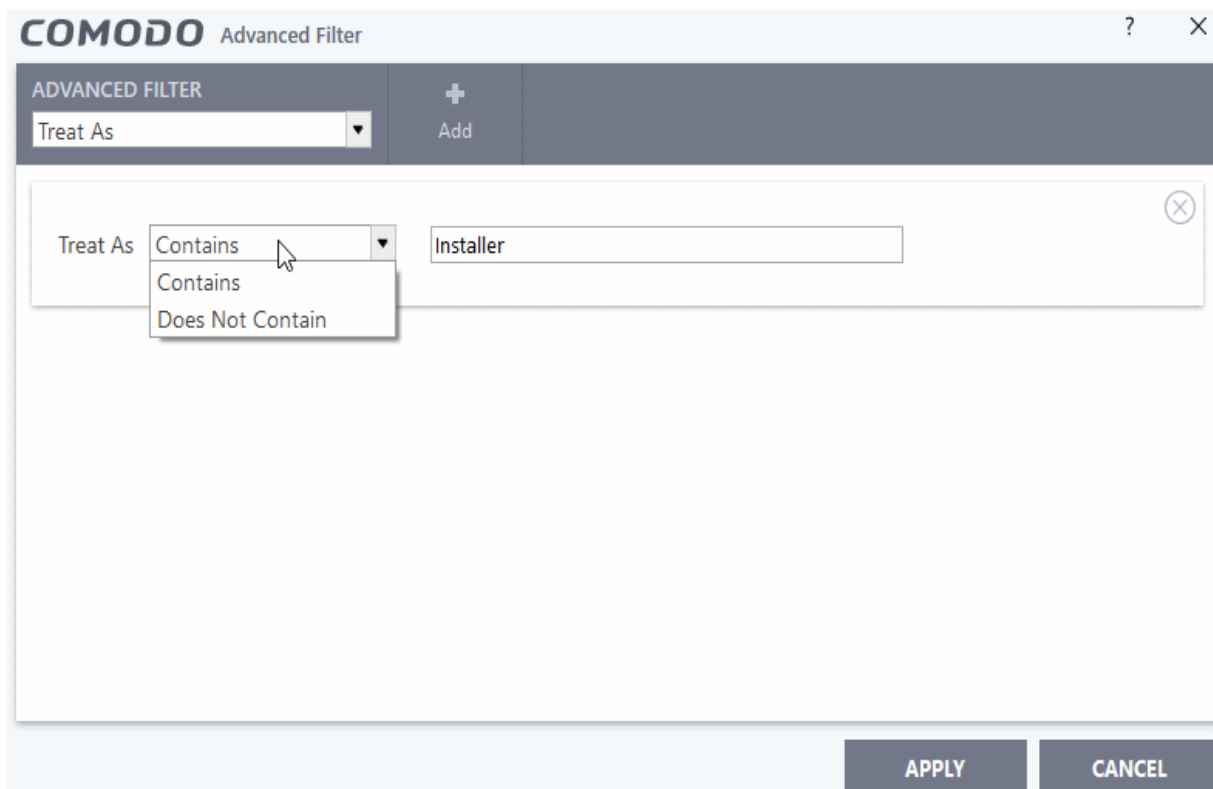 COMODO Advanced Filter ?
ADVANCED FILTER
Treat As
Add
Treat As Contains Installer
Contains
Does Not Contain
APPLY CANCEL